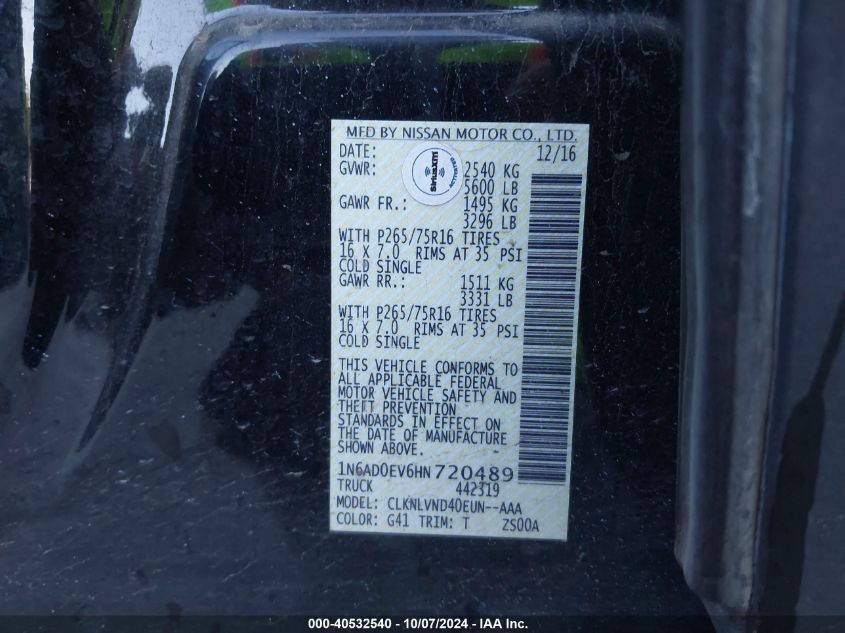 MFD BY NISSAN MOTOR CO., LTD.
DATE: 12/16
GVWR: 2540 KG
5600 LB
siriusxm
GAWR FR.: 1495 KG
3296 LB
WITH P265/75R16 TIRES
16 X 7.0 RIMS AT 35 PSI
COLD SINGLE
GAWR RR.: 1511 KG
3331 LB
WITH P265/75R16 TIRES
16 X 7.0 RIMS AT 35 PSI
COLD SINGLE
THIS VEHICLE CONFORMS TO
ALL APPLICABLE FEDERAL
MOTOR VEHICLE SAFETY AND
THEFT PREVENTION
STANDARDS IN EFFECT ON
THE DATE OF MANUFACTURE
SHOWN ABOVE.
1N6AD0EV6HN720489
TRUCK 442319
MODEL: CLKNLVND40EUN--AAA
COLOR: G41 TRIM: T ZS00A
000-40532540 - 10/07/2024 - IAA Inc.